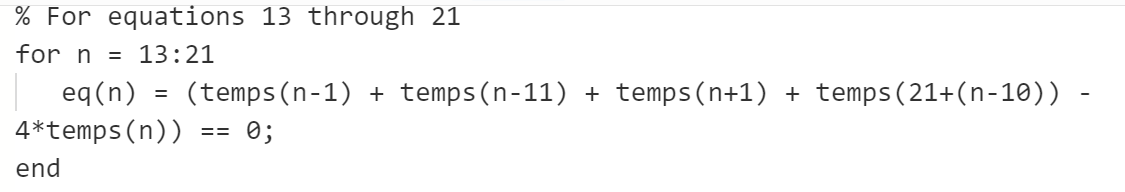 % For equations 13 through 21
for n = 13:21
eq(n) = (temps(n-1) + temps(n-11) + temps(n+1) + temps(21+(n-10)) -
4*temps(n)) == 0;
end